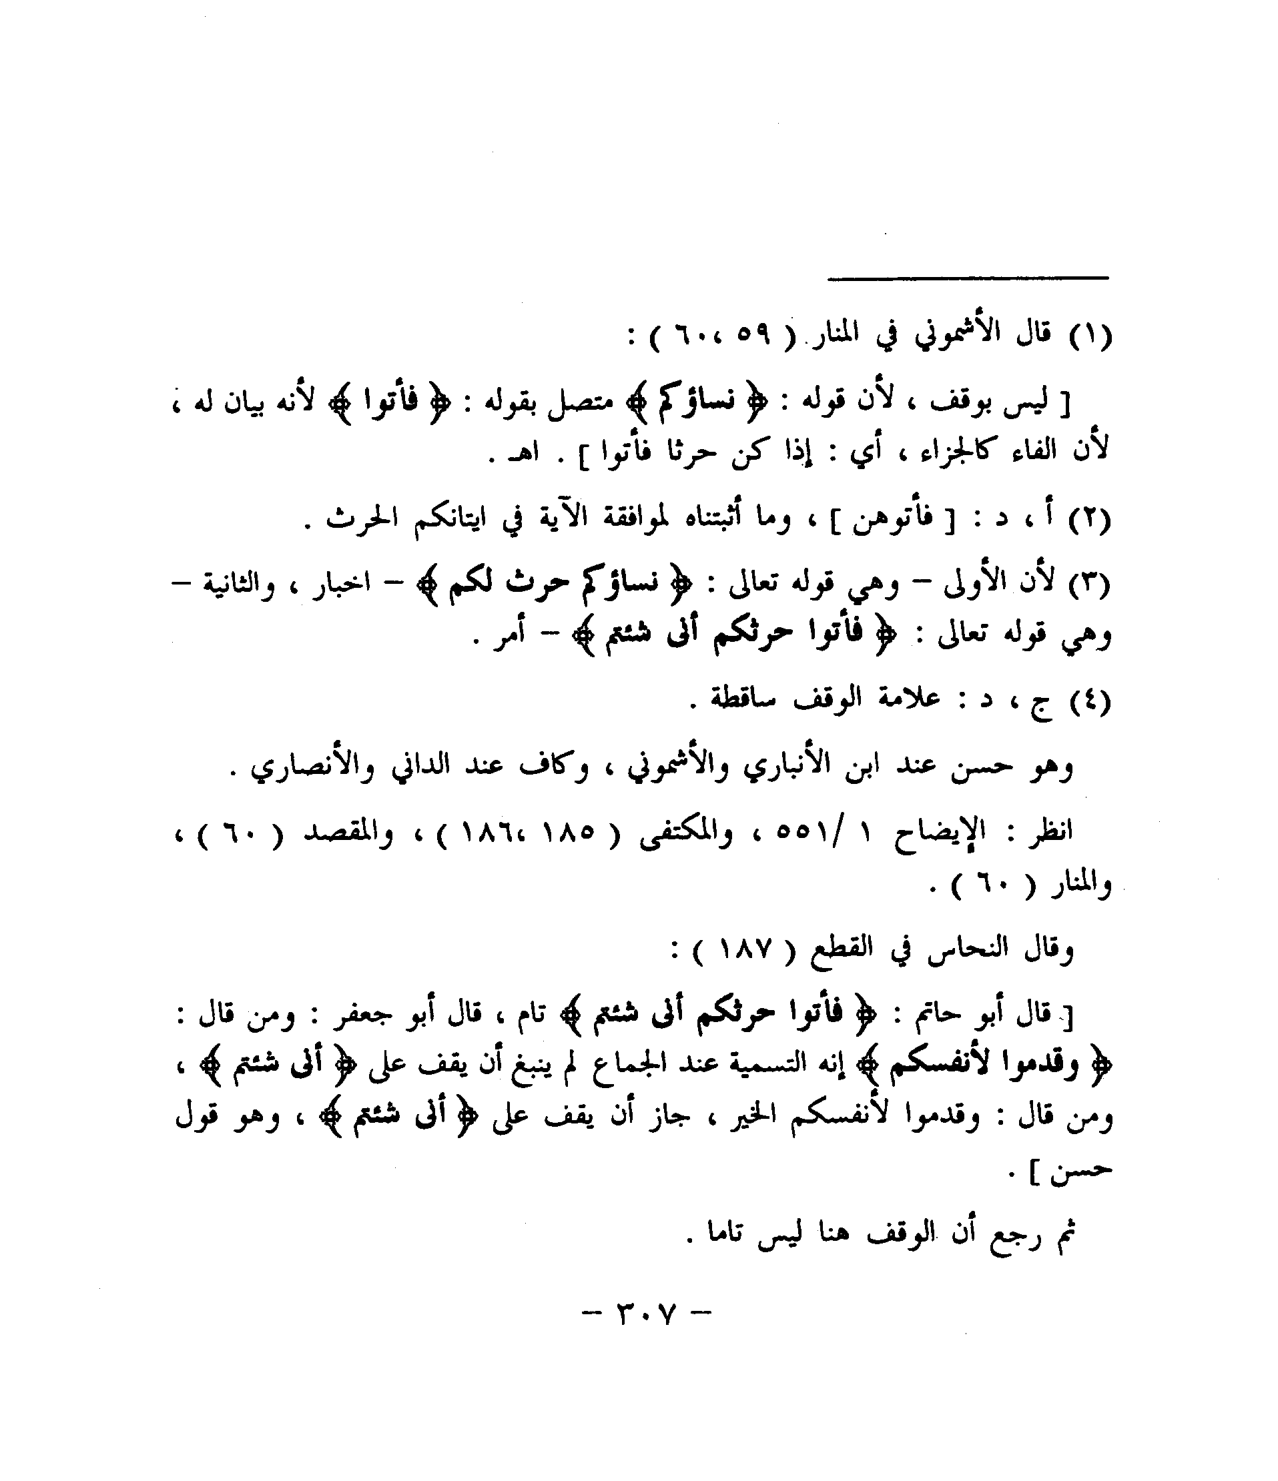 (١) قال الأشموني في المنار ( ٥٩ ،٦٠ ) :
[ ليس بوقف ، لأن قوله : ﴿ نساؤكم ﴾ متصل بقوله : ﴿ فأتوا ﴾ لأنه بيان له ،
لأن الفاء كالجزاء ، أي : إذا كن حرثا فأتوا ] . اهـ .
(٢) أ ، د : [ فأتوهن ] ، وما أثبتناه لموافقة الآية في ايتانكم الحرث .
(٣) لأن الأولى – وهي قوله تعالى : ﴿ نساؤكم حرث لكم ﴾ – اخبار ، والثانية –
وهي قوله تعالى : ﴿ فأتوا حرثكم أنى شئتم ﴾ – أمر .
(٤) ج ، د : علامة الوقف ساقطة .
وهو حسن عند ابن الأنباري والأشموني ، وكاف عند الداني والأنصاري .
انظر : الإيضاح ١ /٥٥١ ، والمكتفى ( ١٨٥ ،١٨٦ ) ، والمقصد ( ٦٠ ) ،
والمنار ( ٦٠ ) .
وقال النحاس في القطع ( ١٨٧ ) :
[ قال أبو حاتم : ﴿ فأتوا حرثكم أنى شئتم ﴾ تام ، قال أبو جعفر : ومن قال :
﴿ وقدموا لأنفسكم ﴾ إنه التسمية عند الجماع لم ينبغ أن يقف على ﴿ أنى شئتم ﴾ ،
ومن قال : وقدموا لأنفسكم الخير ، جاز أن يقف على ﴿ أنى شئتم ﴾ ، وهو قول
حسن ] .
ثم رجع أن الوقف هنا ليس تاما .
– ٣٠٧ –